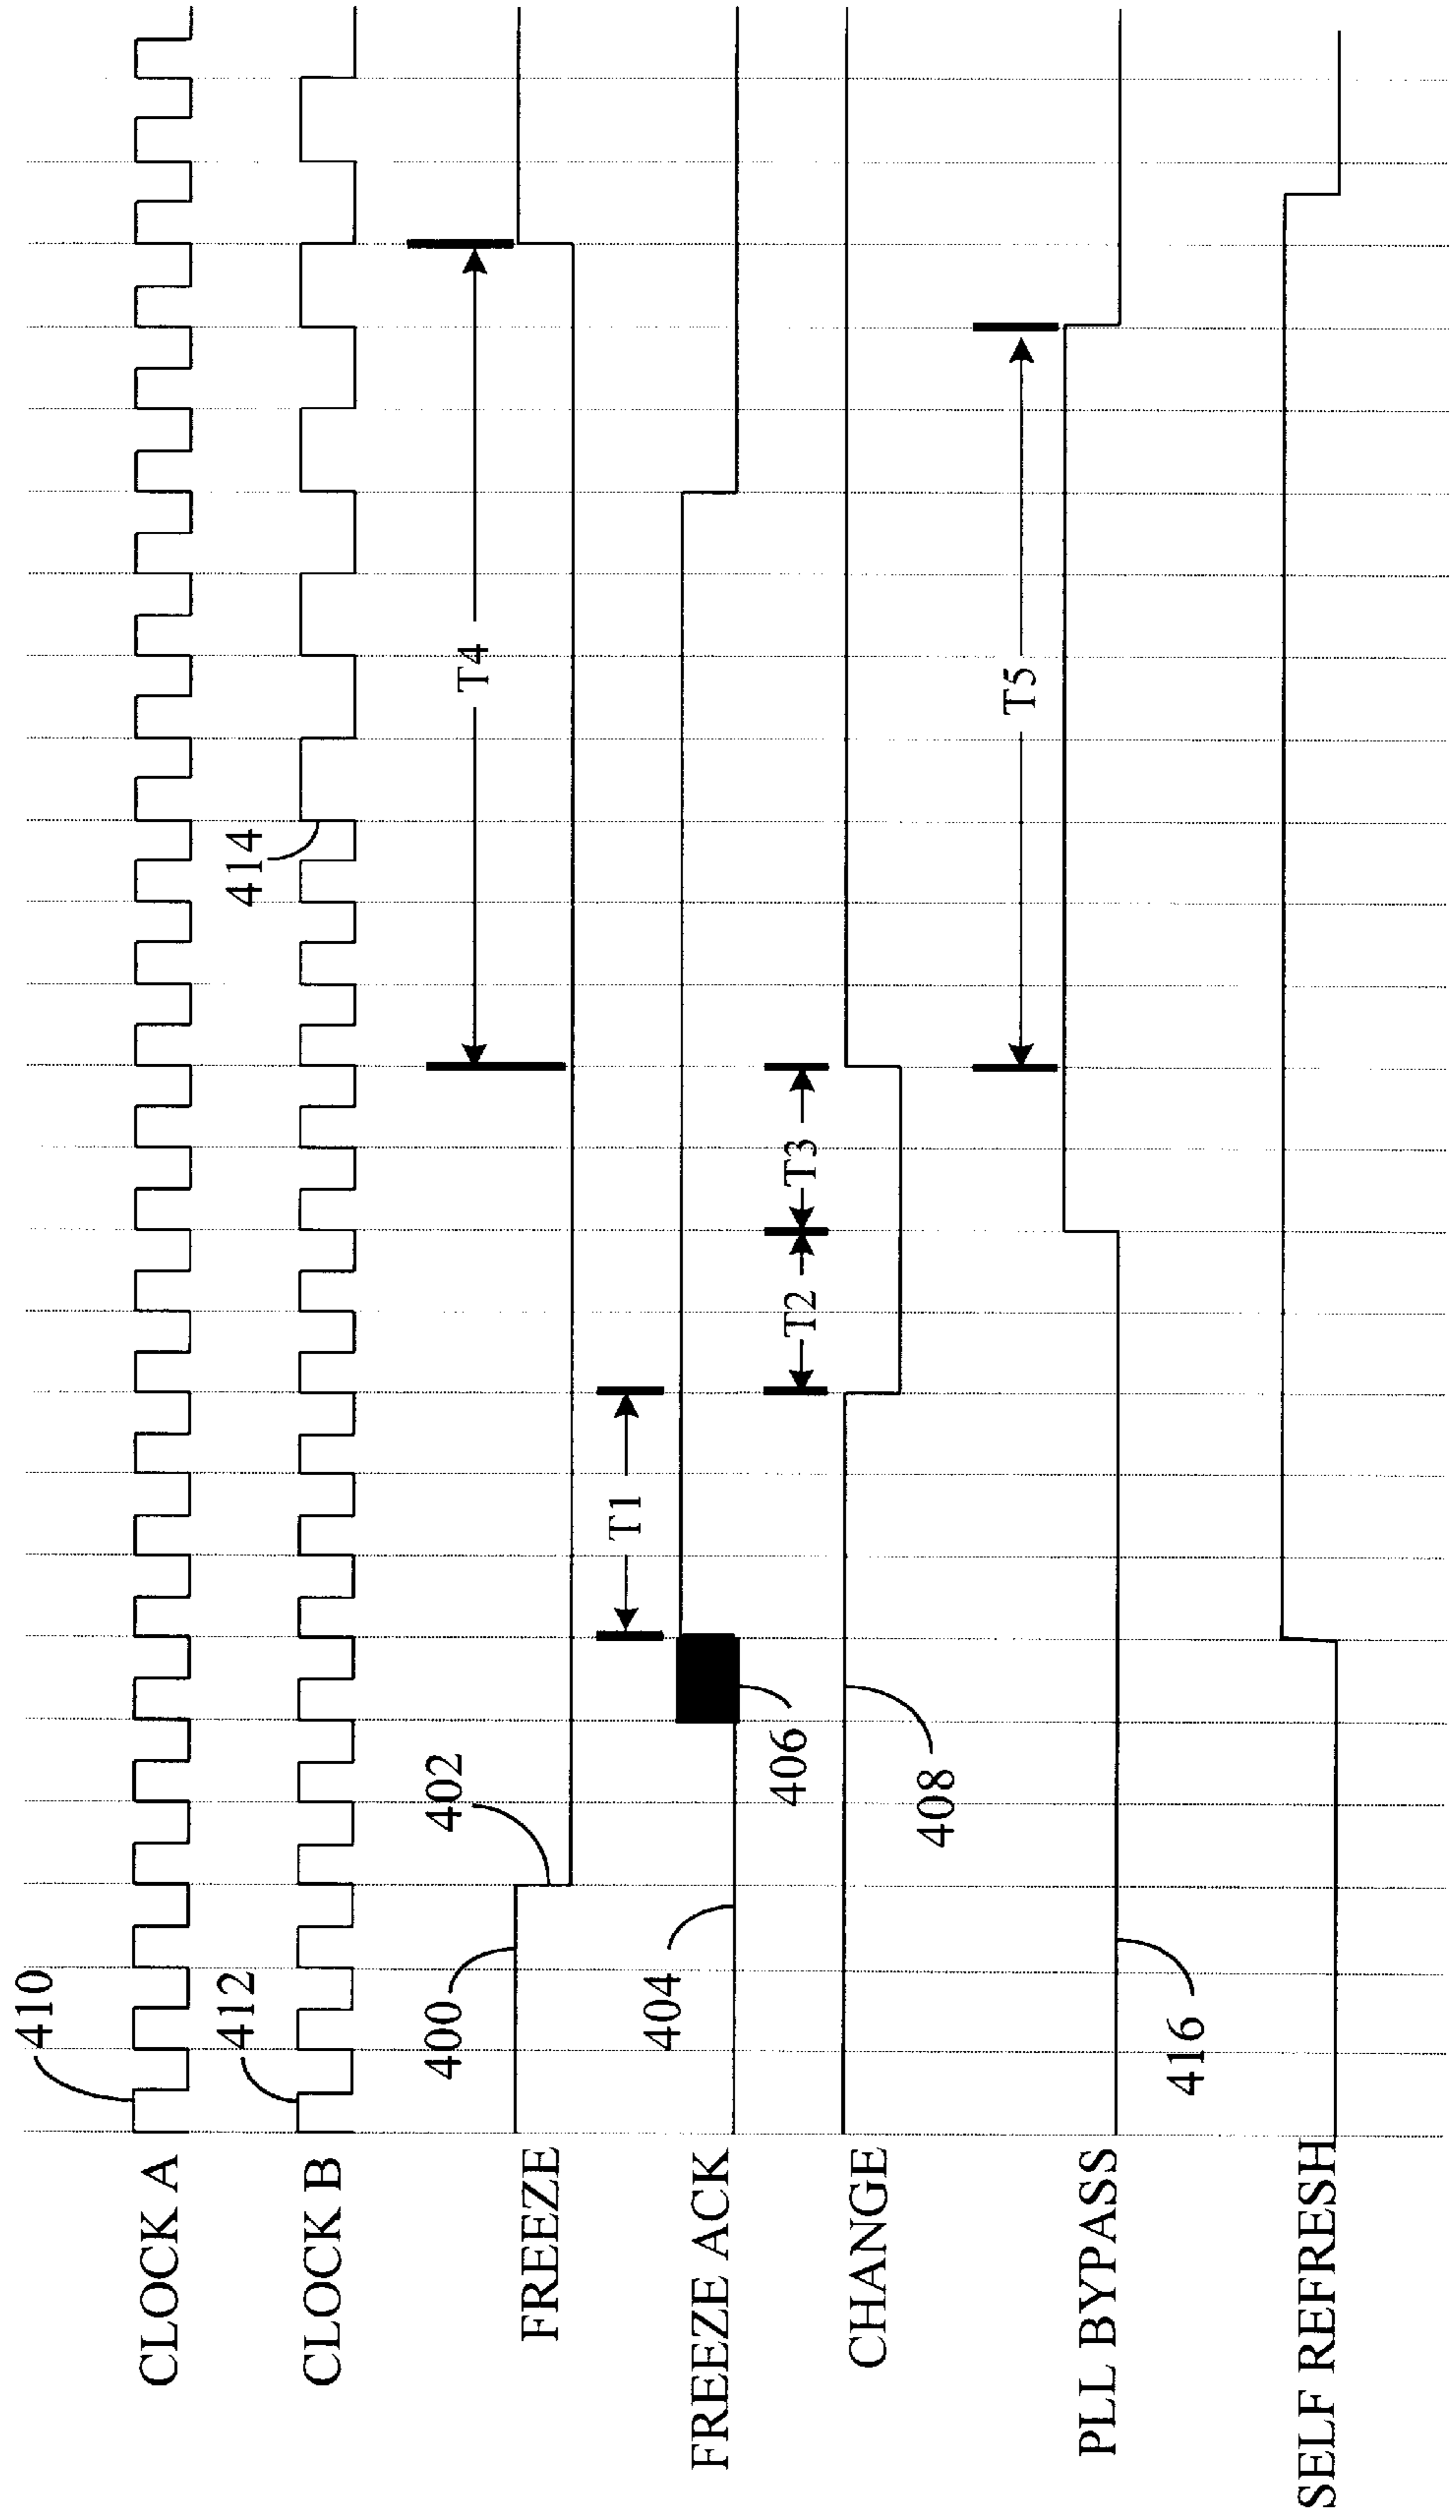 CLOCK A
410
CLOCK B
412
414
FREEZE
400
402
T4
FREEZE ACK
404
406
T1
CHANGE
408
T2
T3
PLL BYPASS
416
T5
SELF REFRESH